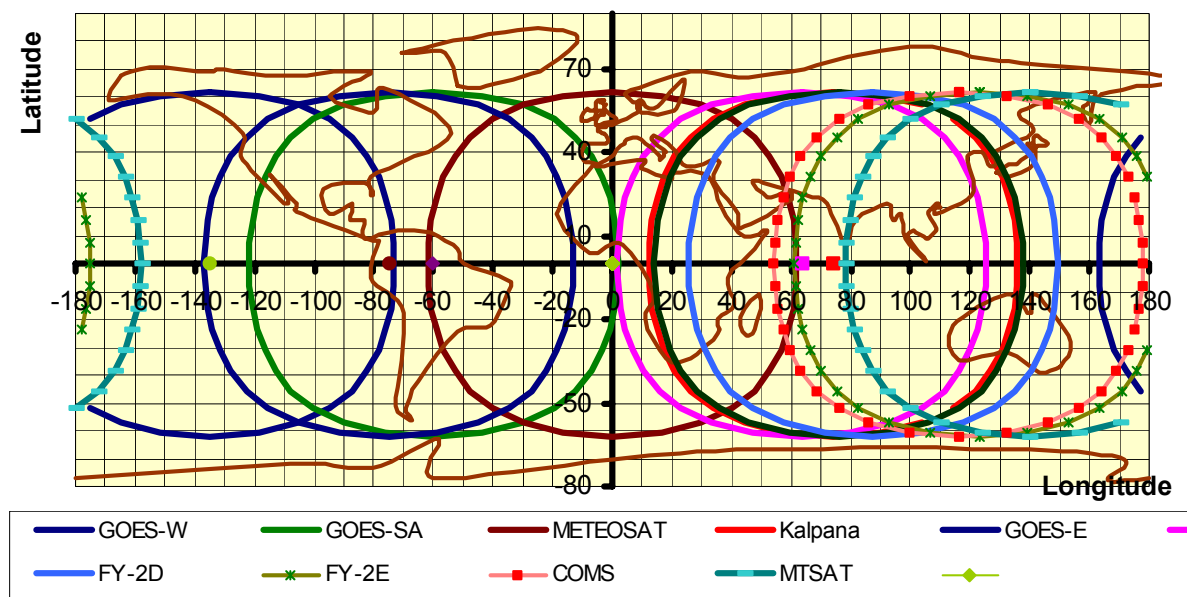 Latitude
70
40
10
-180 -160 -140 -120 -100 -80 -60 -40 -20 0 20 40 60 80 100 120 140 160 180
-20
-50
-80
Longitude
GOES-W GOES-SA METEOSAT Kalpana GOES-E
FY-2D FY-2E COMS MTSAT